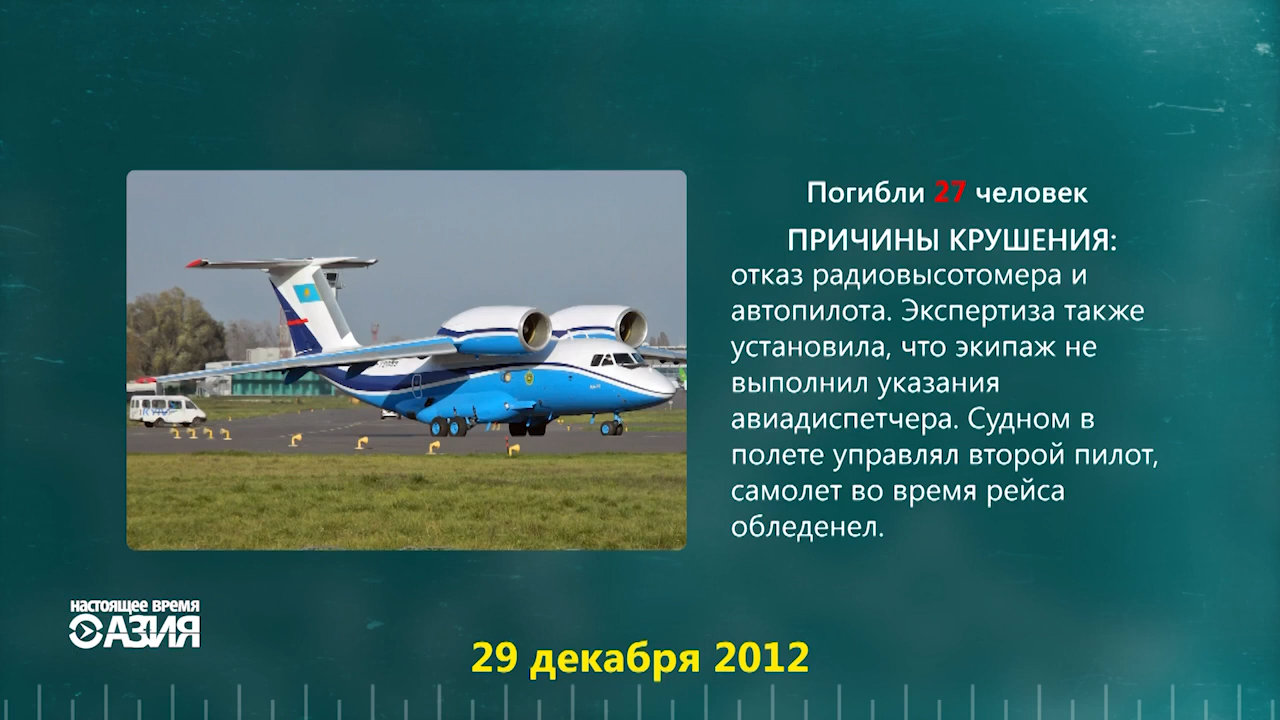 Погибли 27 человек
ПРИЧИНЫ КРУШЕНИЯ:
отказ радиовысотомера и
автопилота. Экспертиза также
установила, что экипаж не
выполнил указания
авиадиспетчера. Судном в
полете управлял второй пилот,
самолет во время рейса
обледенел.
НАСТОЯЩЕЕ ВРЕМЯ
АЗИЯ
29 декабря 2012